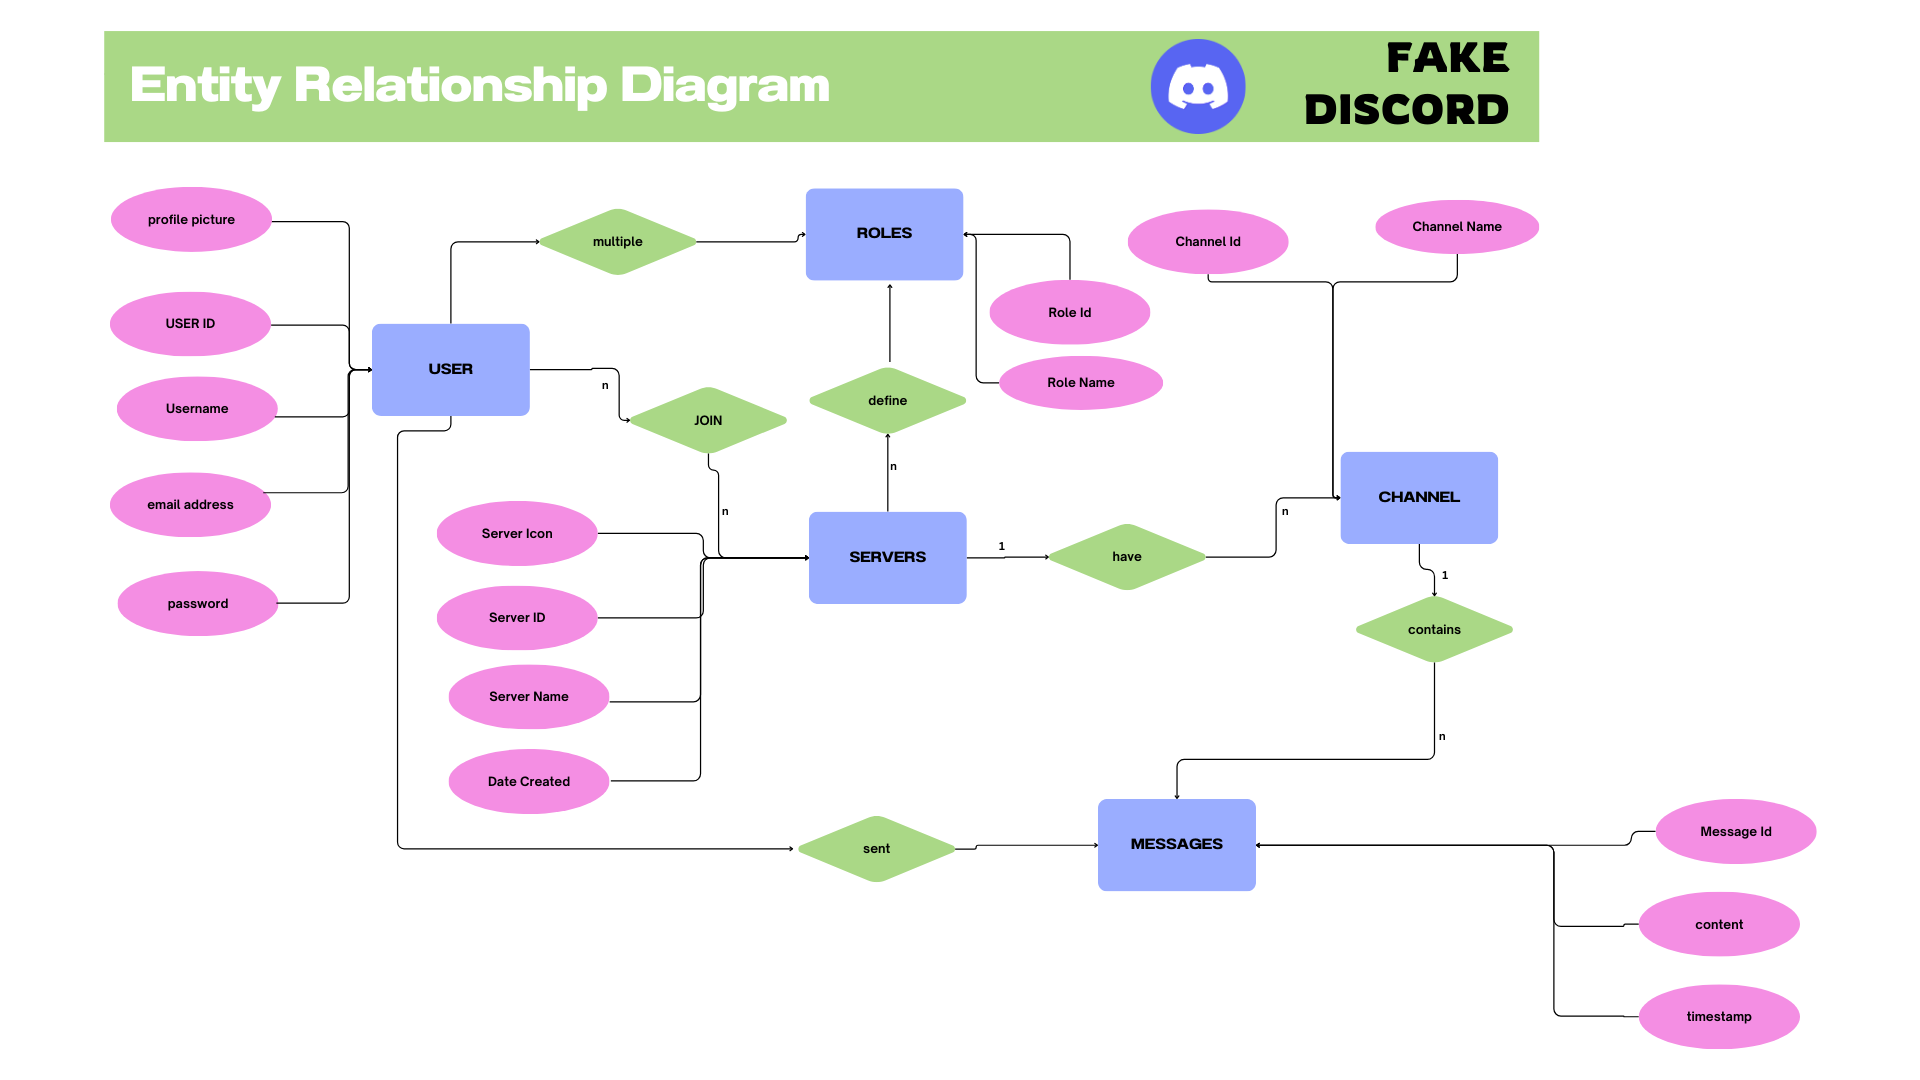 Entity Relationship Diagram
FAKE
DISCORD
profile picture
multiple
ROLES
Channel Id
Channel Name
USER ID
Role Id
USER
n
Role Name
Username
JOIN
define
n
CHANNEL
email address
n
n
Server Icon
SERVERS
1
have
1
password
Server ID
contains
Server Name
n
Date Created
sent
MESSAGES
Message Id
content
timestamp